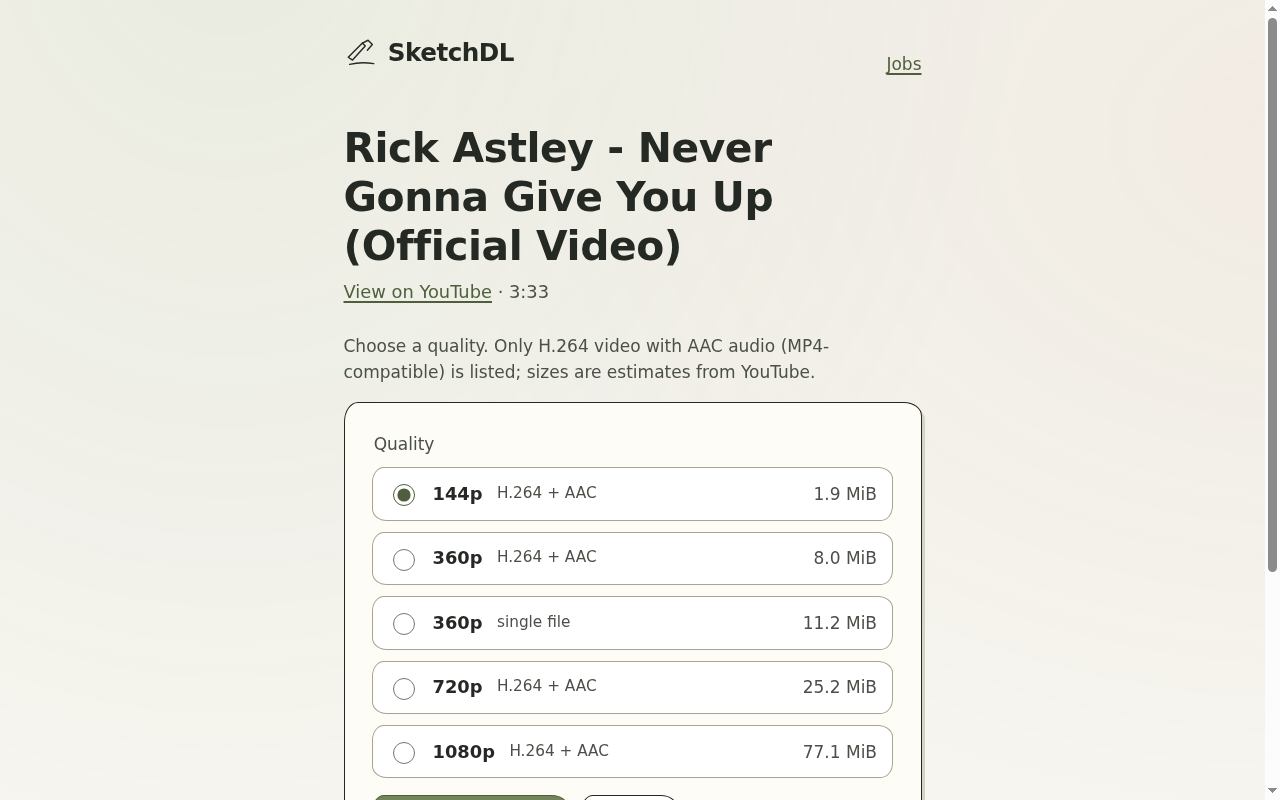 SketchDL
Jobs
Rick Astley - Never
Gonna Give You Up
(Official Video)
View on YouTube · 3:33
Choose a quality. Only H.264 video with AAC audio (MP4-
compatible) is listed; sizes are estimates from YouTube.
Quality
144p H.264 + AAC 1.9 MiB
360p H.264 + AAC 8.0 MiB
360p single file 11.2 MiB
720p H.264 + AAC 25.2 MiB
1080p H.264 + AAC 77.1 MiB